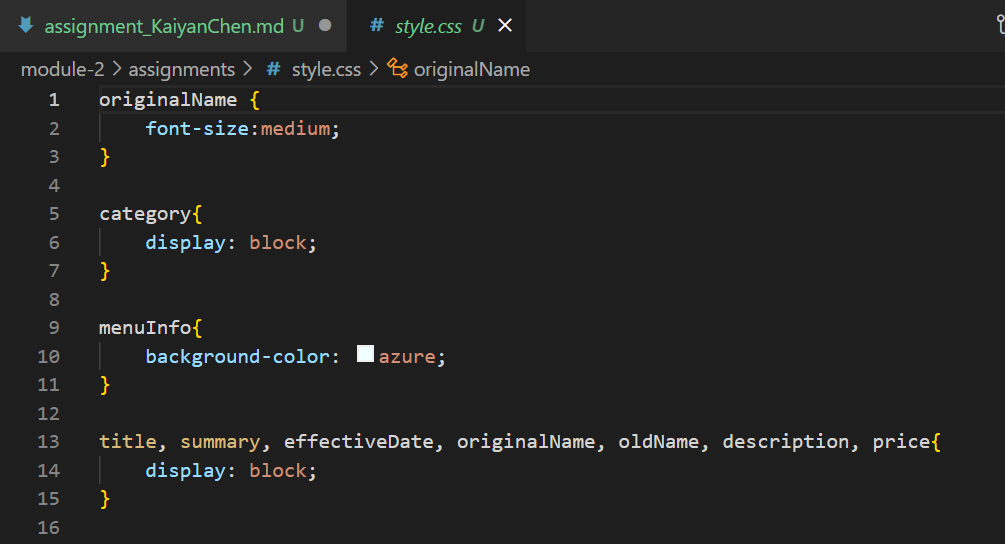 assignment_KaiyanChen.md U ● # style.css U ×
module-2 > assignments > # style.css > originalName
1 originalName {
2 font-size:medium;
3 }
4
5 category{
6 display: block;
7 }
8
9 menuInfo{
10 background-color: azure;
11 }
12
13 title, summary, effectiveDate, originalName, oldName, description, price{
14 display: block;
15 }
16